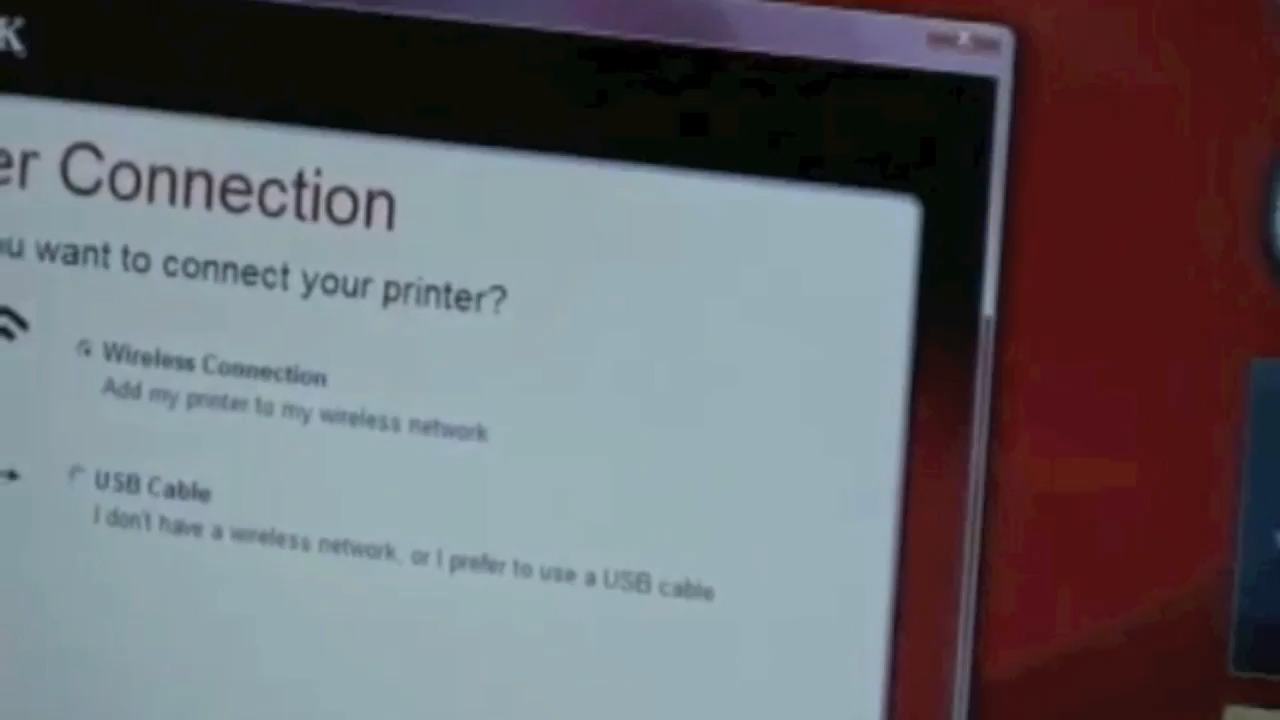 K
er Connection
ou want to connect your printer?
Wireless Connection
Add my printer to my wireless network
USB Cable
I don't have a wireless network, or I prefer to use a USB cable